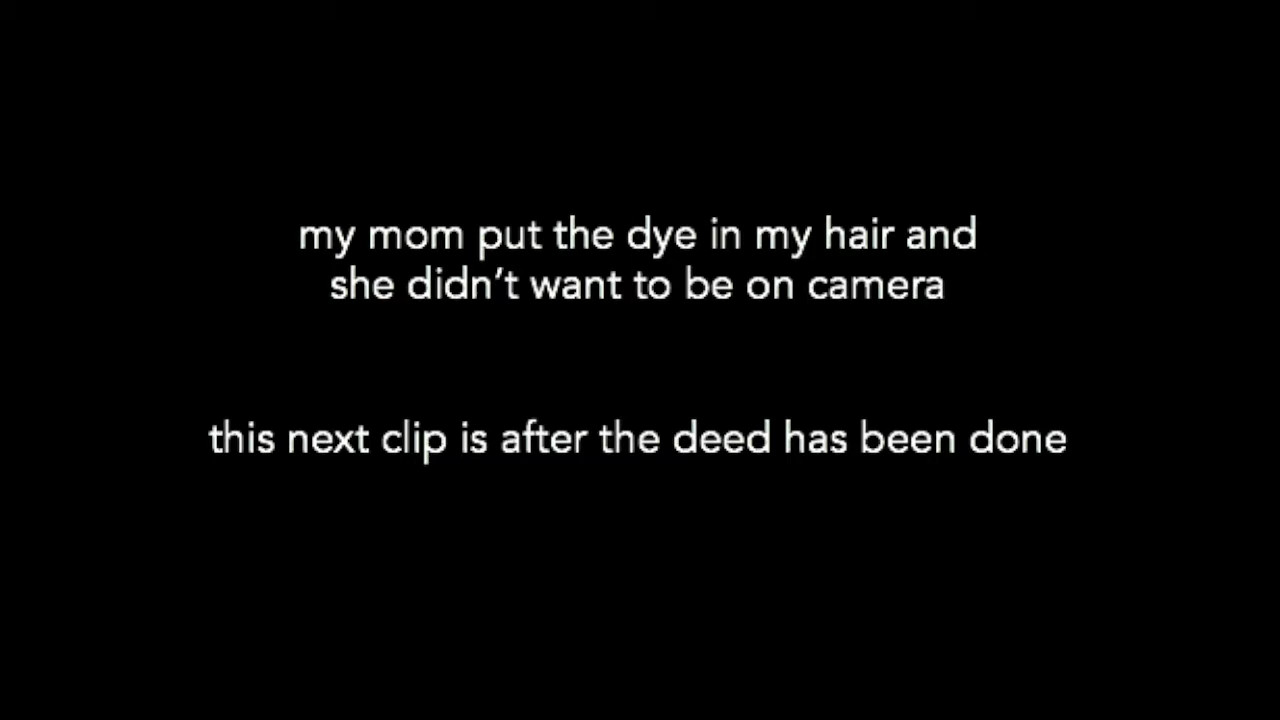 my mom put the dye in my hair and
she didn't want to be on camera
this next clip is after the deed has been done